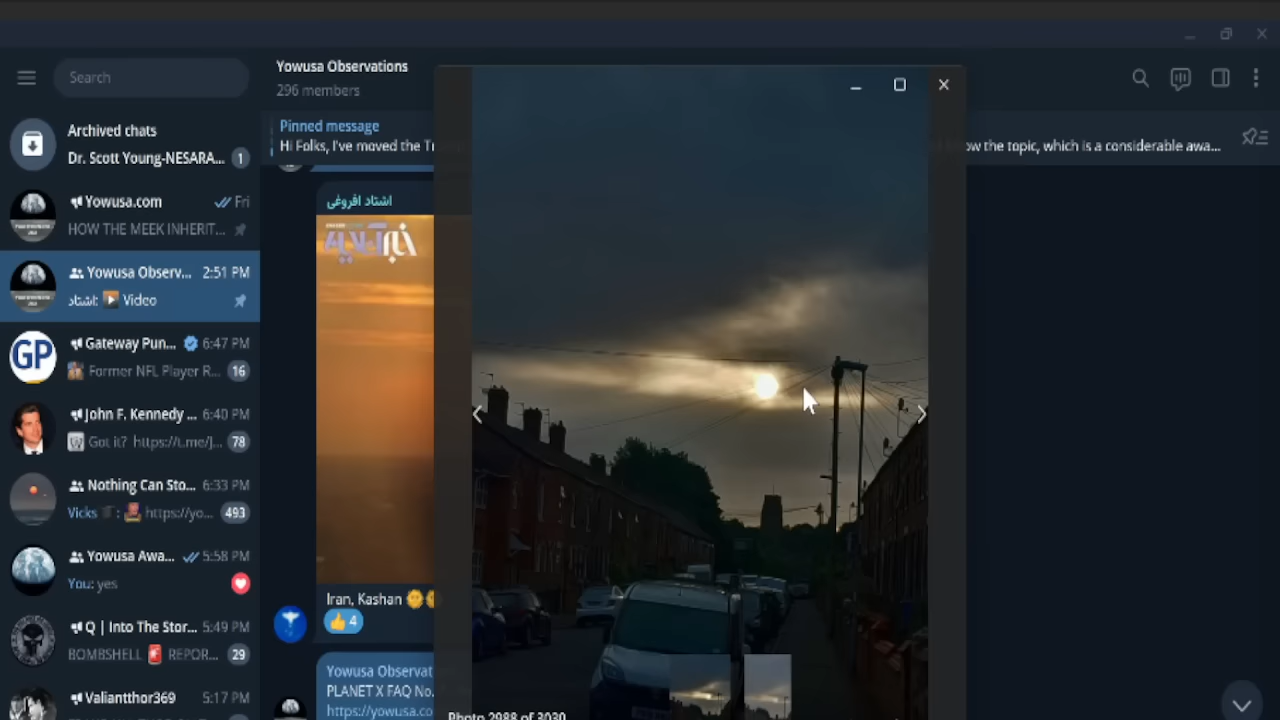 Search
Archived chats
Dr. Scott Young-NESARA... 1
Yowusa.com Fri
HOW THE MEEK INHERIT...
Yowusa Observ... 2:51 PM
اشتاد: Video
GP
Gateway Pun... 6:47 PM
Former NFL Player R... 16
John F. Kennedy ... 6:40 PM
Got it? https://t.me/J... 78
Nothing Can Sto... 6:33 PM
Vicks : https://yo... 493
Yowusa Awa... 5:58 PM
You: yes
Q | Into The Stor... 5:49 PM
BOMBSHELL REPOR... 29
Valiantthor369 5:17 PM
Yowusa Observations
296 members
Pinned message
Hi Folks, I've moved the
ow the topic, which is a considerable awa...
اشتاد افروغی
Iran, Kashan
4
Yowusa Observat
PLANET X FAQ No.
https://yowusa.co
Photo 2988 of 3030